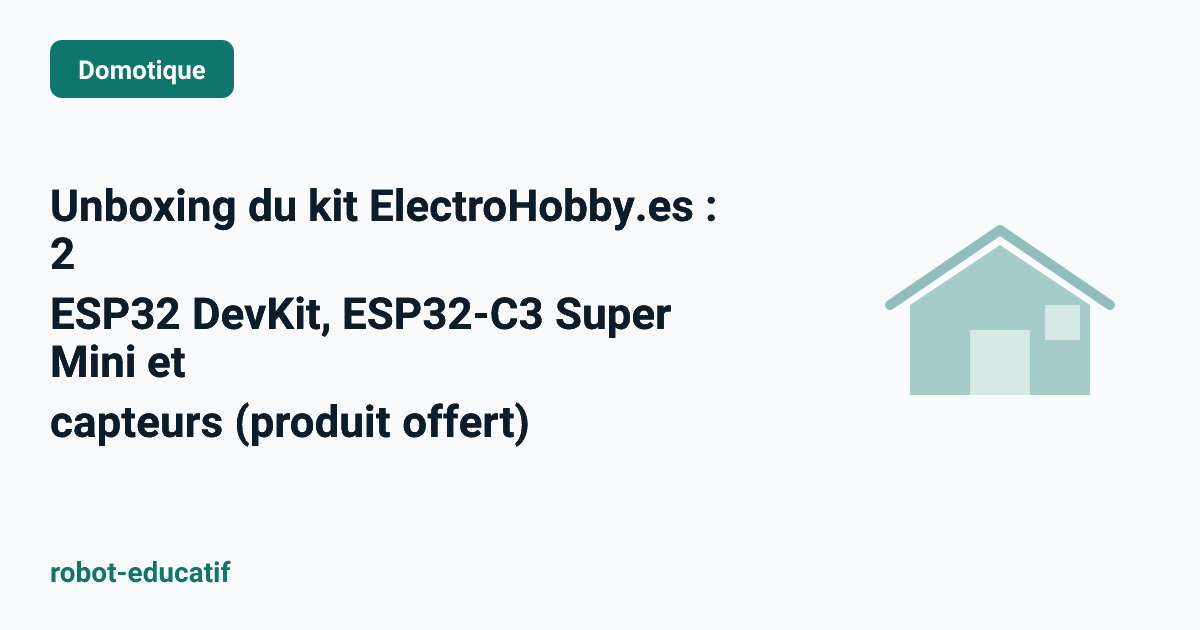 Domotique
Unboxing du kit ElectroHobby.es :
2
ESP32 DevKit, ESP32-C3 Super
Mini et
capteurs (produit offert)
robot-educatif